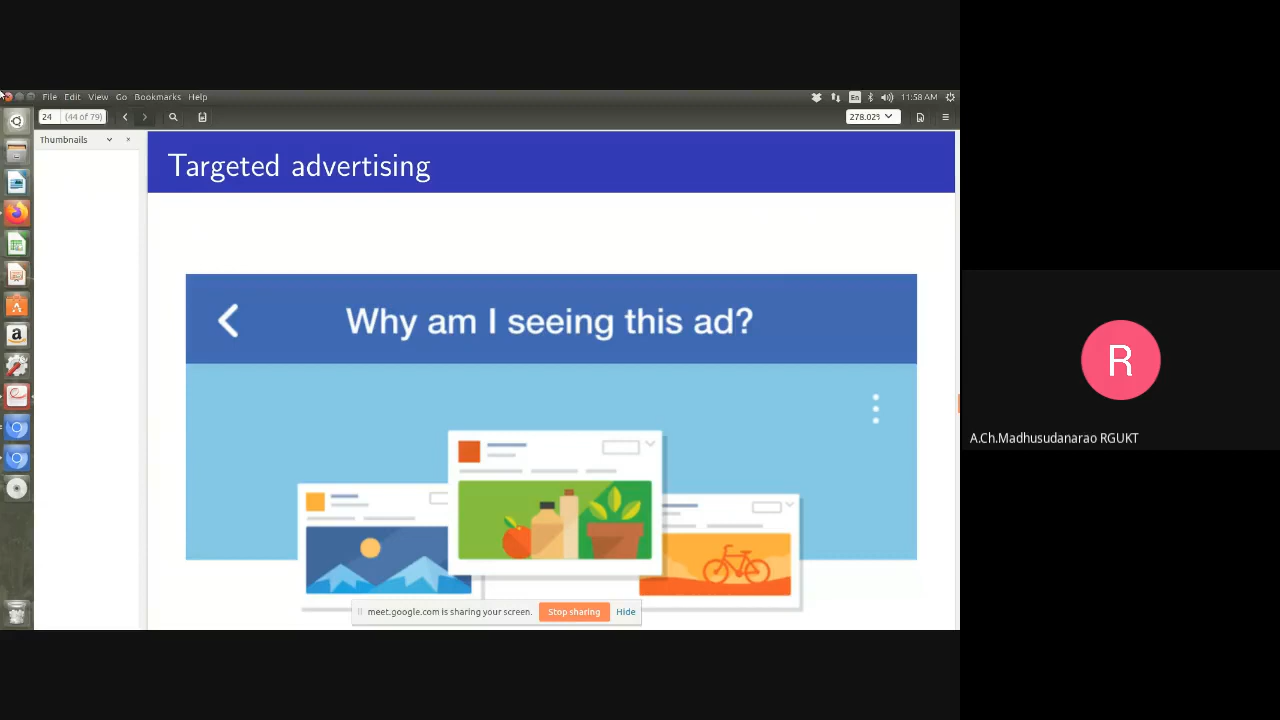 File Edit View Go Bookmarks Help
En 11:58 AM
24 (44 of 79)
278.02%
Thumbnails
Targeted advertising
Why am I seeing this ad?
meet.google.com is sharing your screen. Stop sharing Hide
R
A.Ch.Madhusudanarao RGUKT